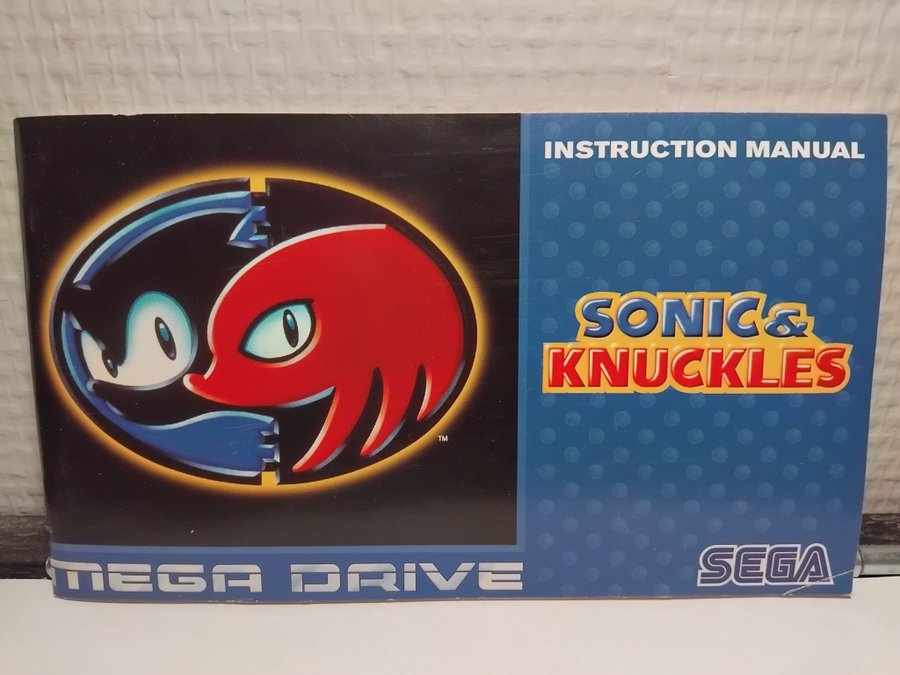 INSTRUCTION MANUAL
SONIC &
KNUCKLES
TM
MEGA DRIVE
SEGA